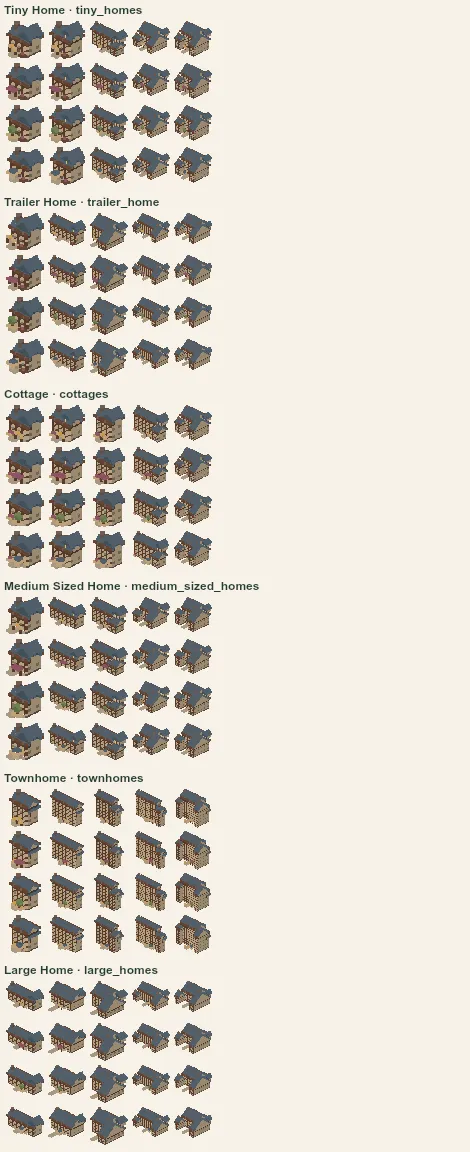 Tiny Home · tiny_homes
Trailer Home · trailer_home
Cottage · cottages
Medium Sized Home · medium_sized_homes
Townhome · townhomes
Large Home · large_homes